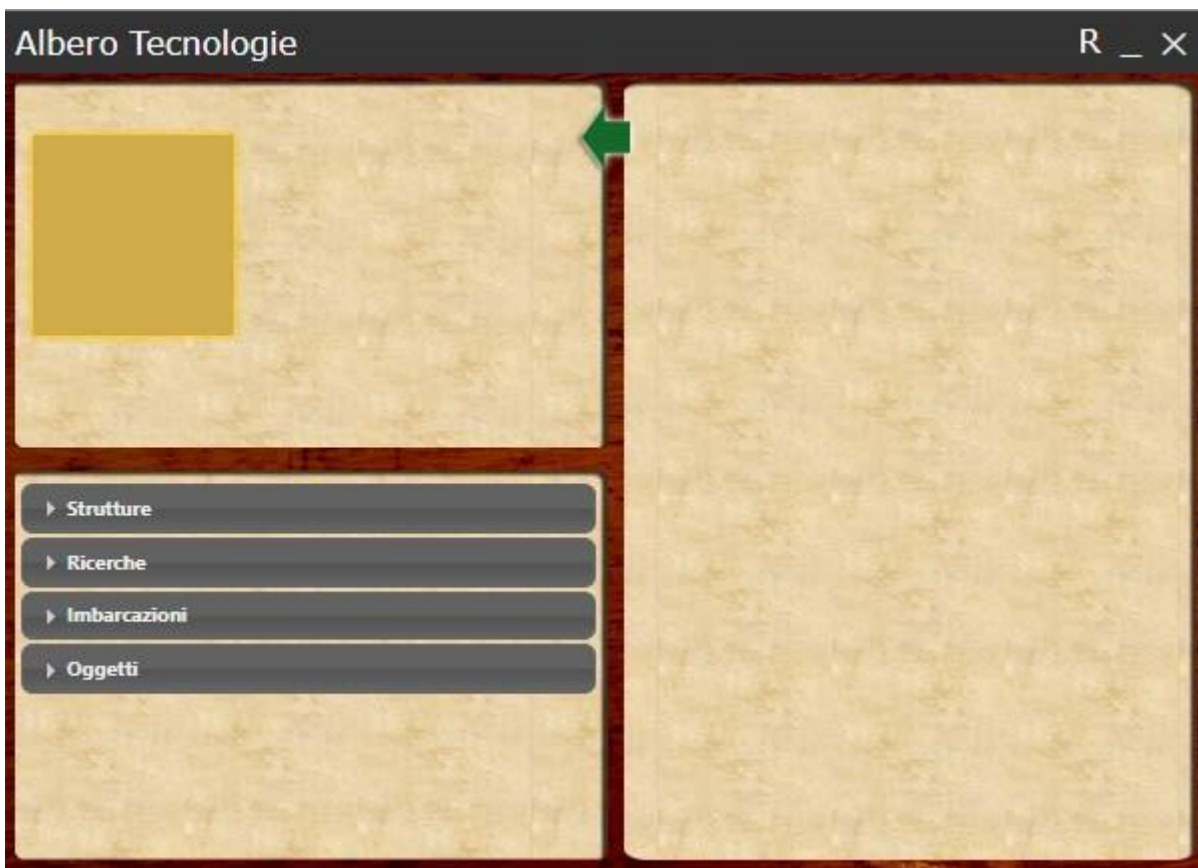 Albero Tecnologie R _ ×
Strutture
Ricerche
Imbarcazioni
Oggetti